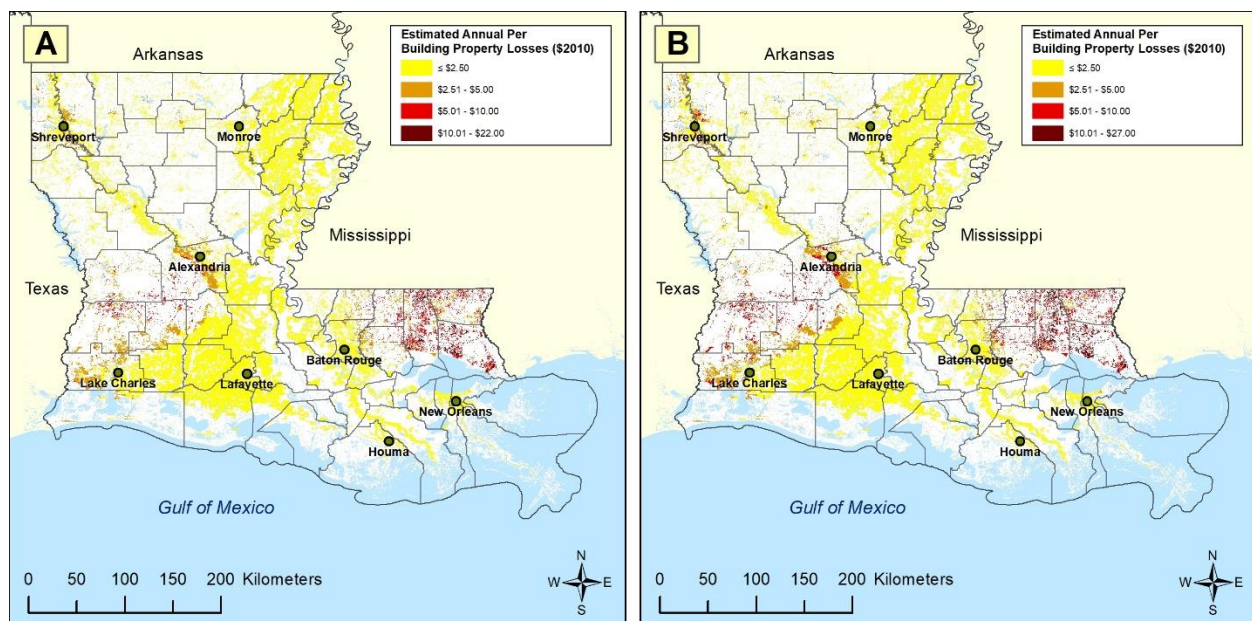 A
Arkansas
Estimated Annual Per
Building Property Losses ($2010)
≤ $2.50
$2.51 - $5.00
$5.01 - $10.00
$10.01 - $22.00
Shreveport
Monroe
Mississippi
Alexandria
Texas
Baton Rouge
Lake Charles
Lafayette
New Orleans
Houma
Gulf of Mexico
0 50 100 150 200 Kilometers
N
W E
S
B
Arkansas
Estimated Annual Per
Building Property Losses ($2010)
≤ $2.50
$2.51 - $5.00
$5.01 - $10.00
$10.01 - $27.00
Shreveport
Monroe
Mississippi
Alexandria
Texas
Baton Rouge
Lake Charles
Lafayette
New Orleans
Houma
Gulf of Mexico
0 50 100 150 200 Kilometers
N
W E
S